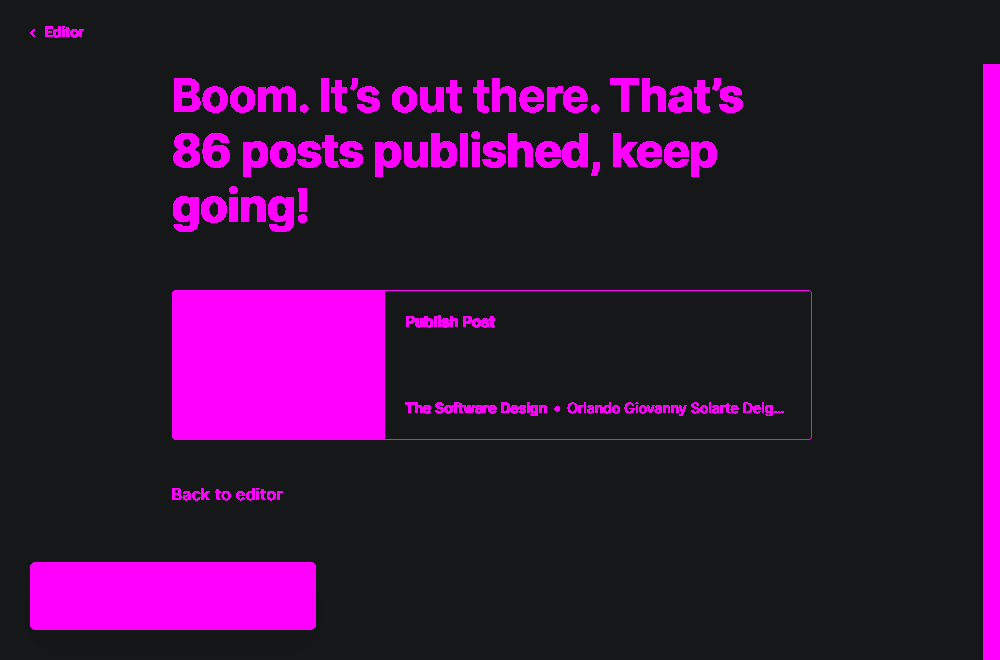 Editor
Boom. It’s out there. That’s
86 posts published, keep
going!
Publish Post
The Software Design • Orlando Giovanny Solarte Delg...
Back to editor